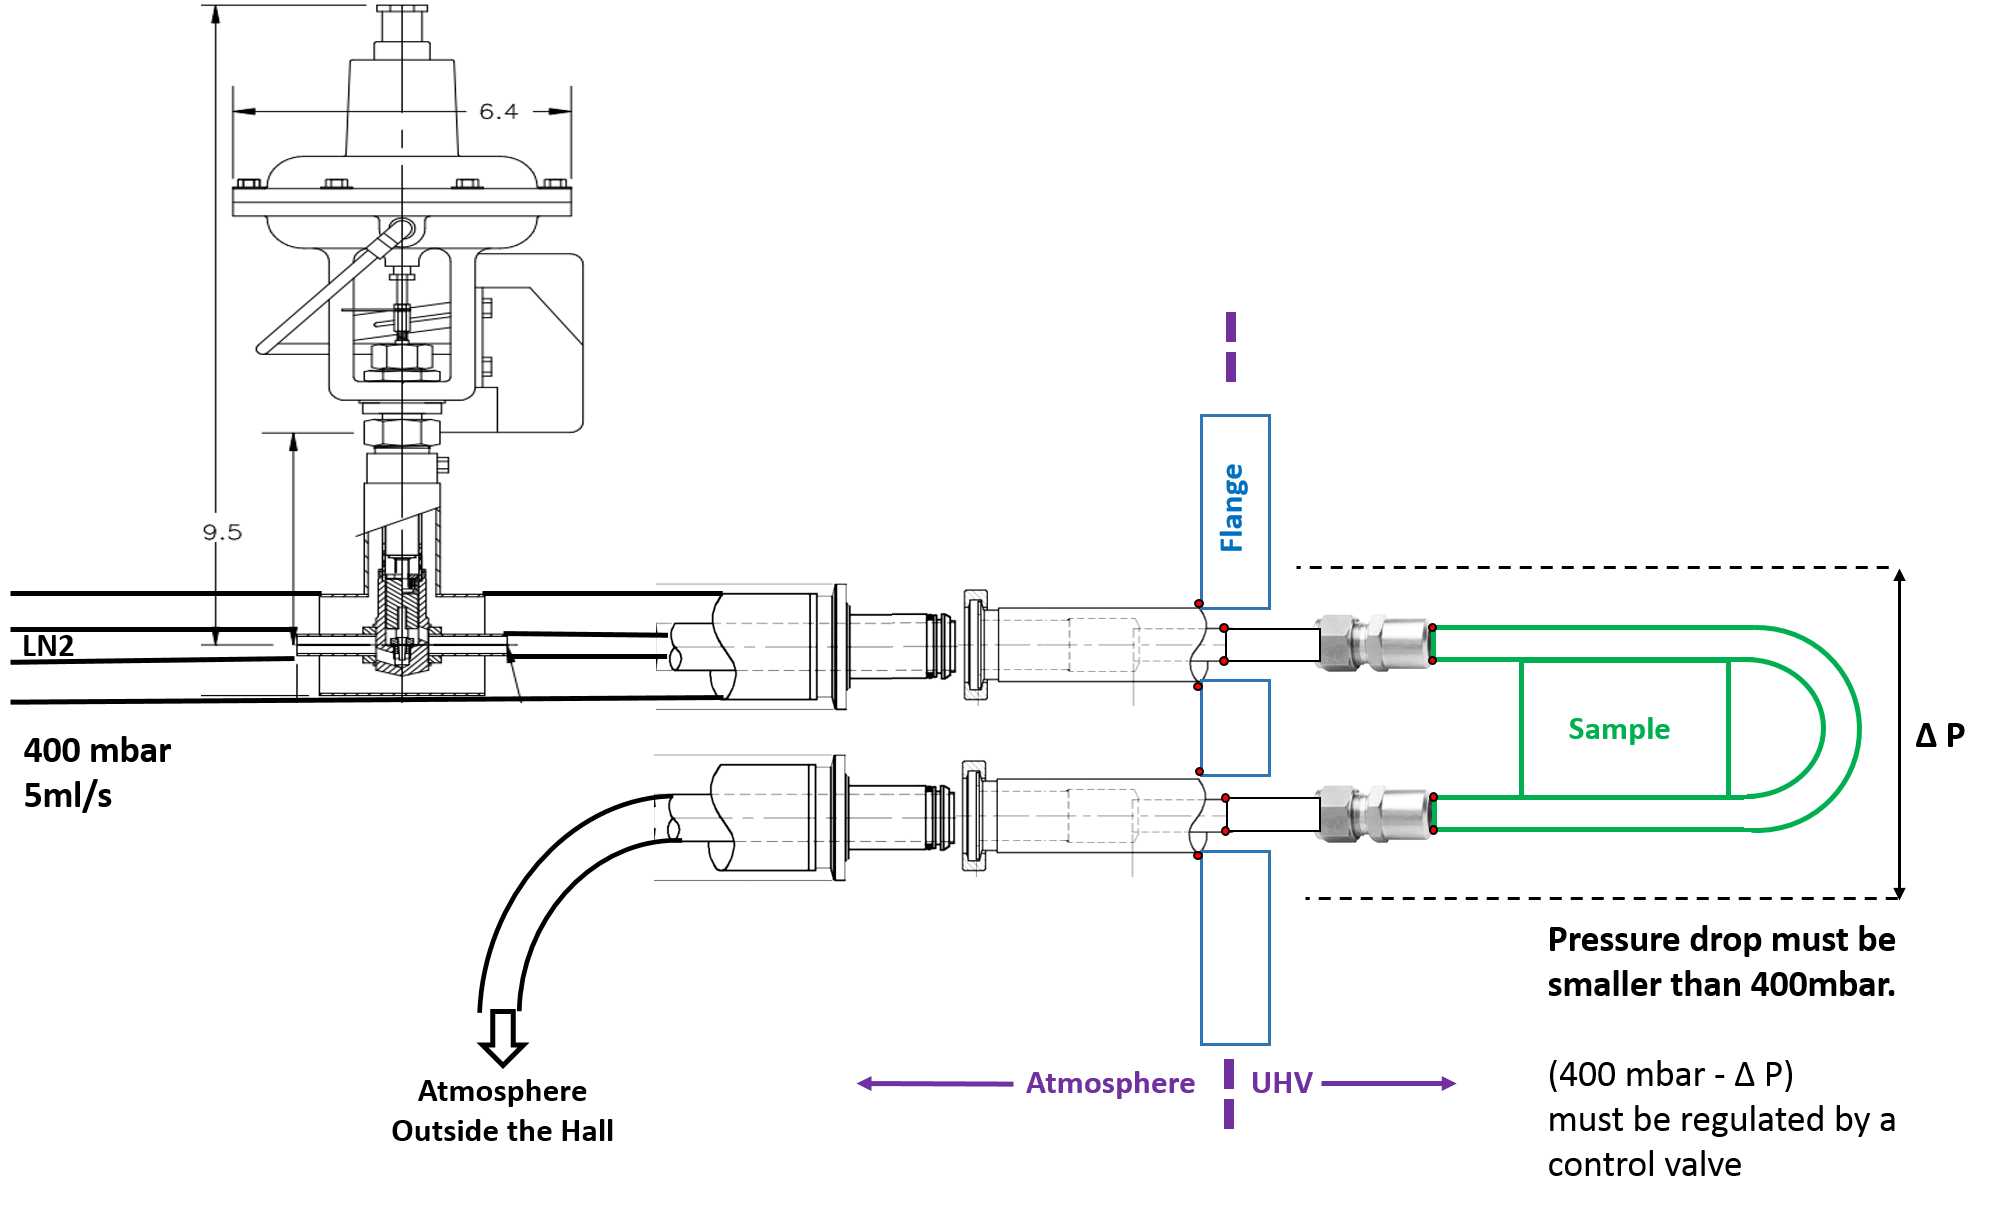 6.4
9.5
Flange
LN2
400 mbar
5ml/s
Sample
Δ P
Pressure drop must be
smaller than 400mbar.
(400 mbar - Δ P)
must be regulated by a
control valve
Atmosphere
UHV
Atmosphere
Outside the Hall